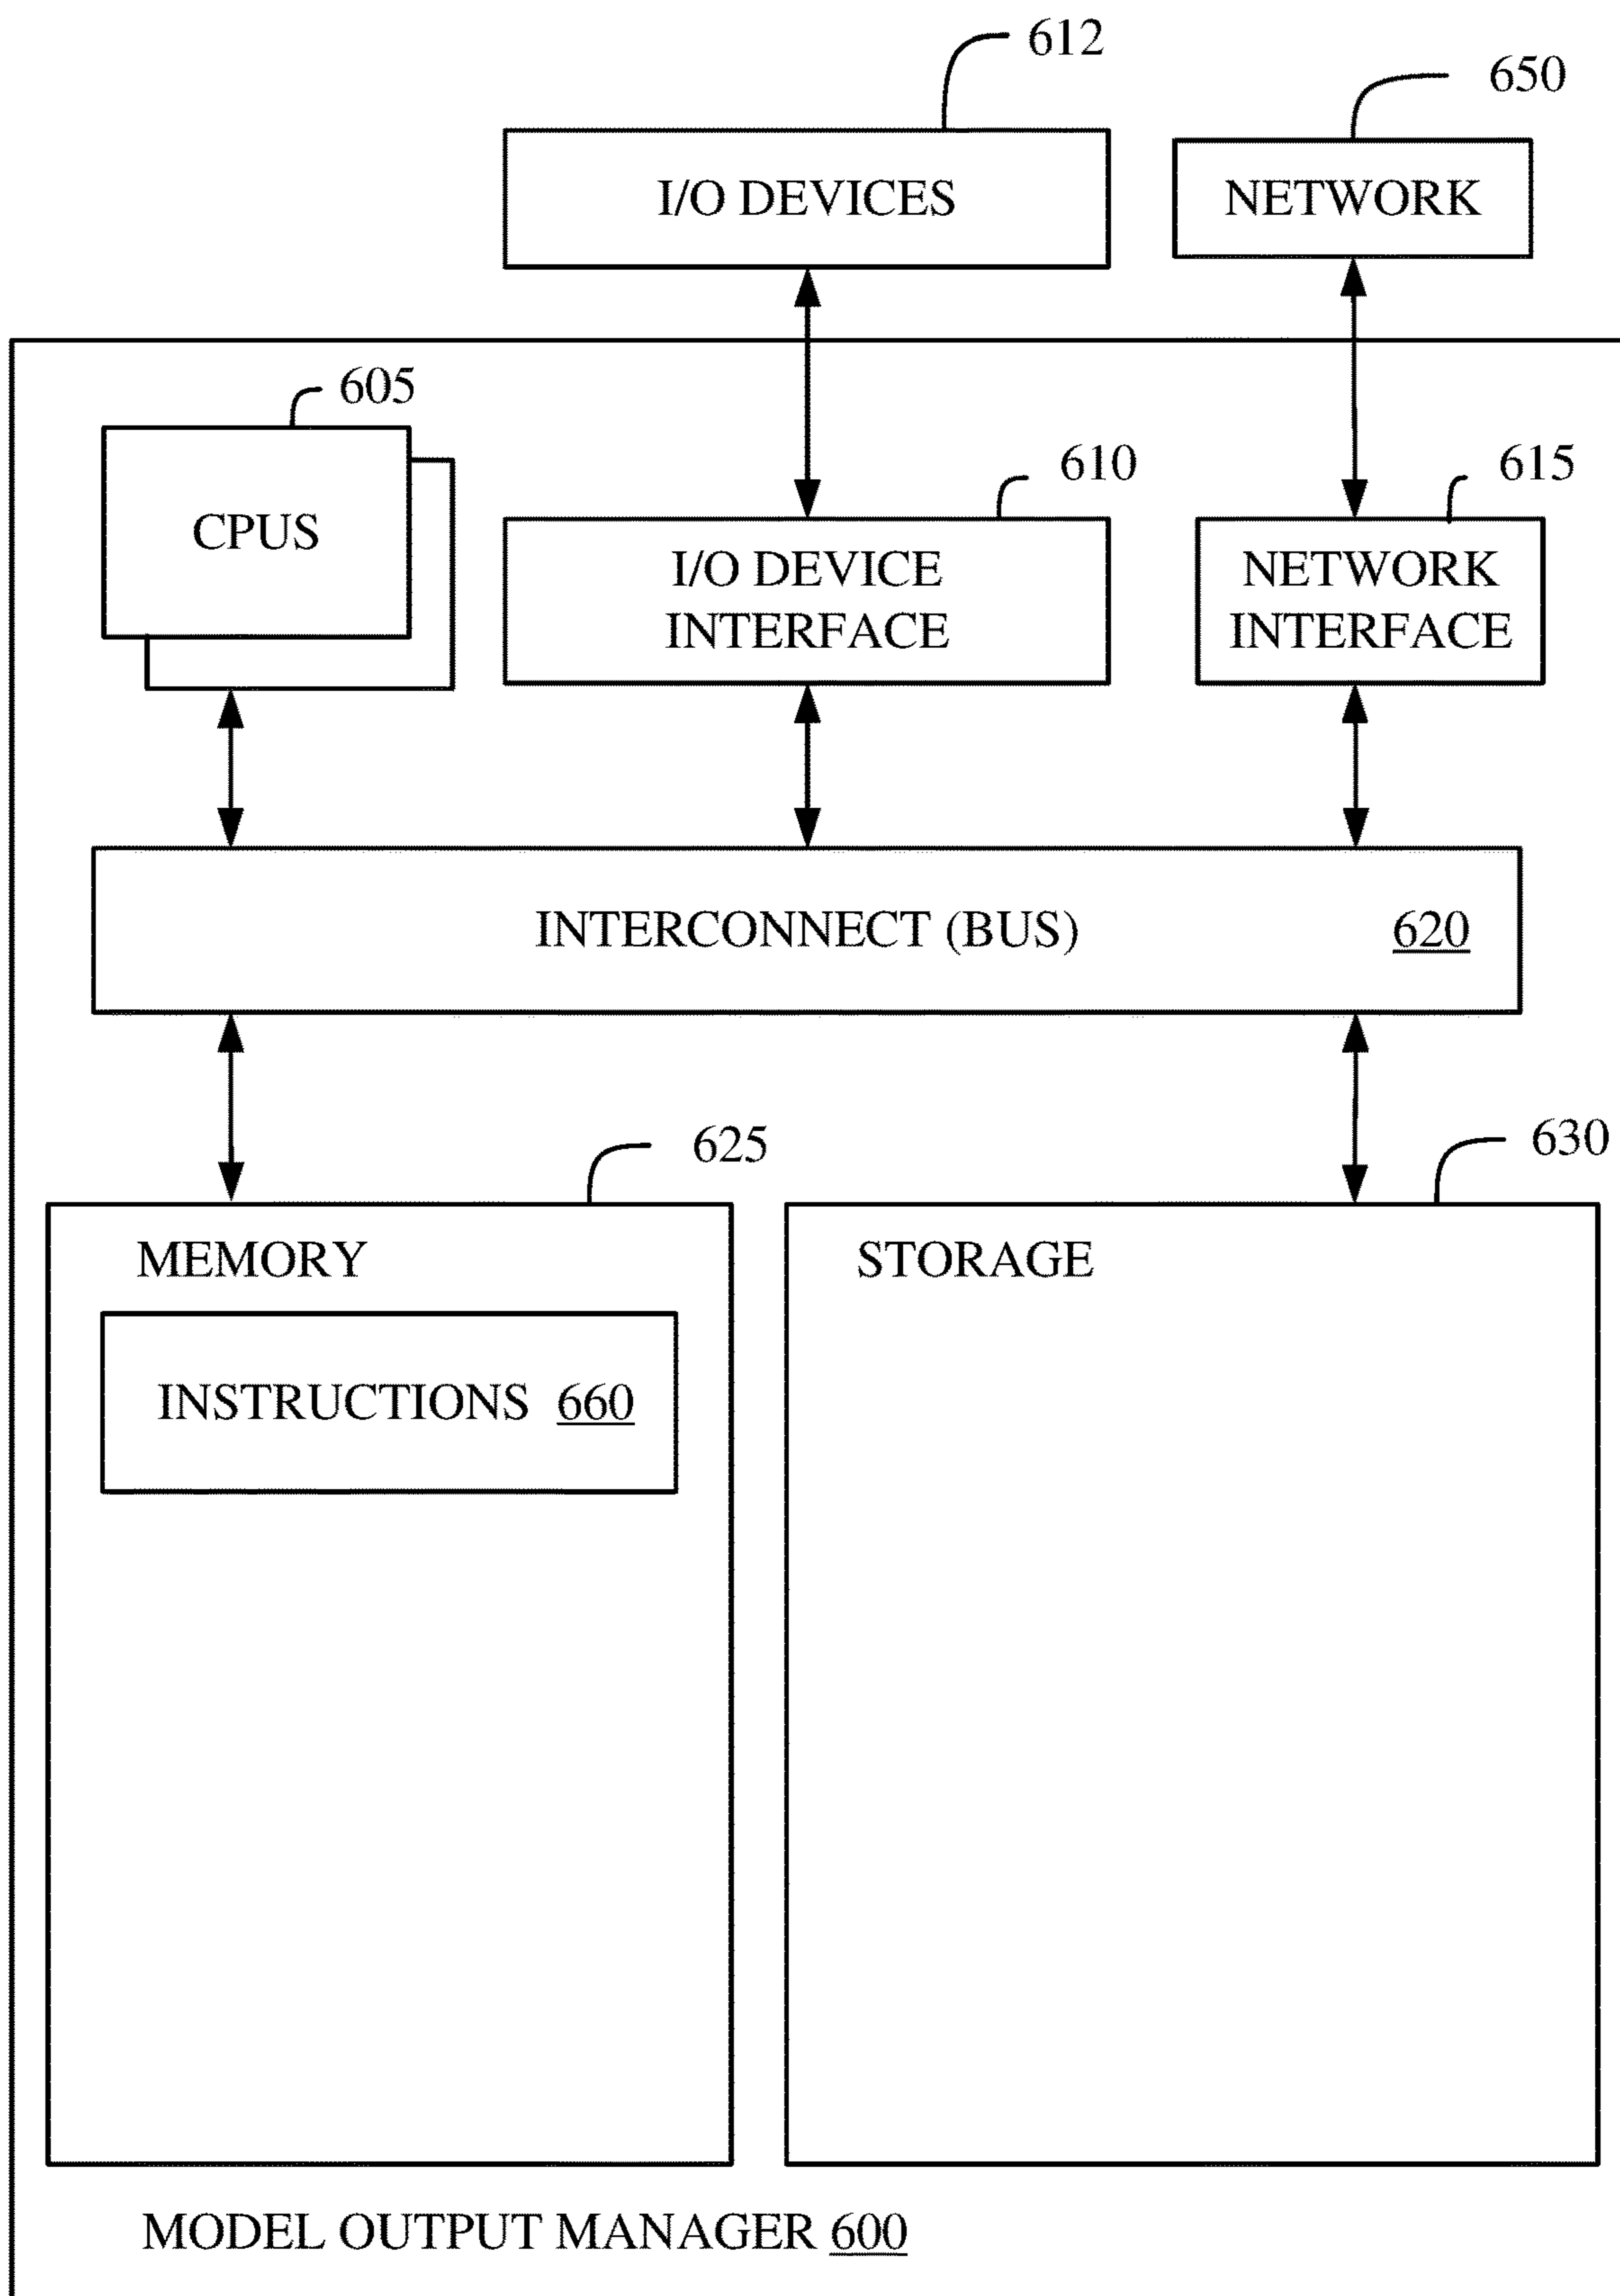 612
650
I/O DEVICES
NETWORK
605
610
615
CPUS
I/O DEVICE
INTERFACE
NETWORK
INTERFACE
INTERCONNECT (BUS)
620
625
630
MEMORY
STORAGE
INSTRUCTIONS 660
MODEL OUTPUT MANAGER 600